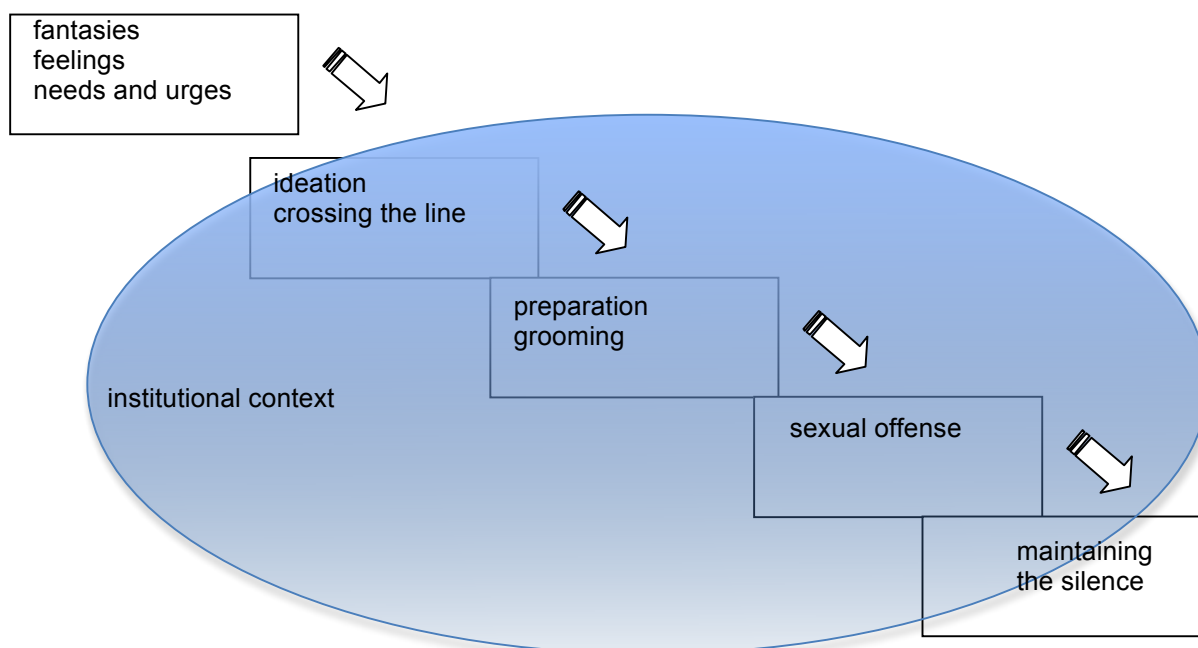 fantasies
feelings
needs and urges
ideation
crossing the line
preparation
grooming
institutional context
sexual offense
maintaining
the silence